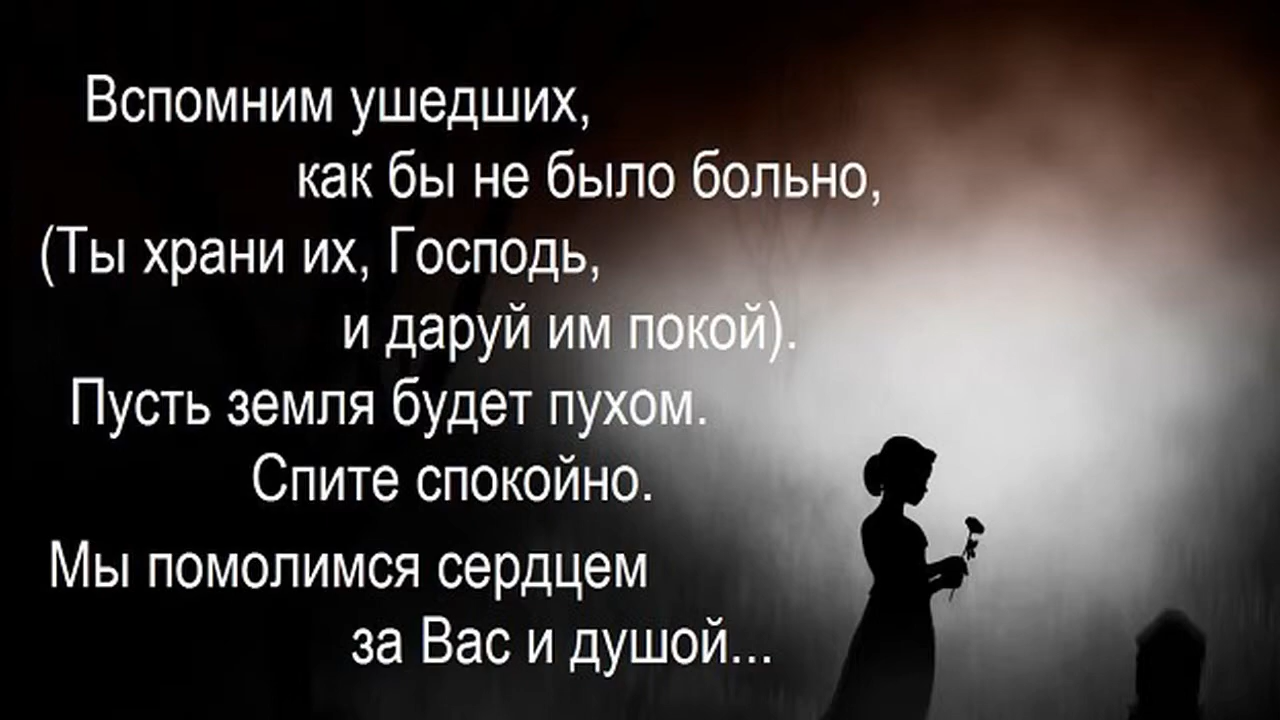 Вспомним ушедших,
как бы не было больно,
(Ты храни их, Господь,
и даруй им покой).
Пусть земля будет пухом.
Спите спокойно.
Мы помолимся сердцем
за Вас и душой...